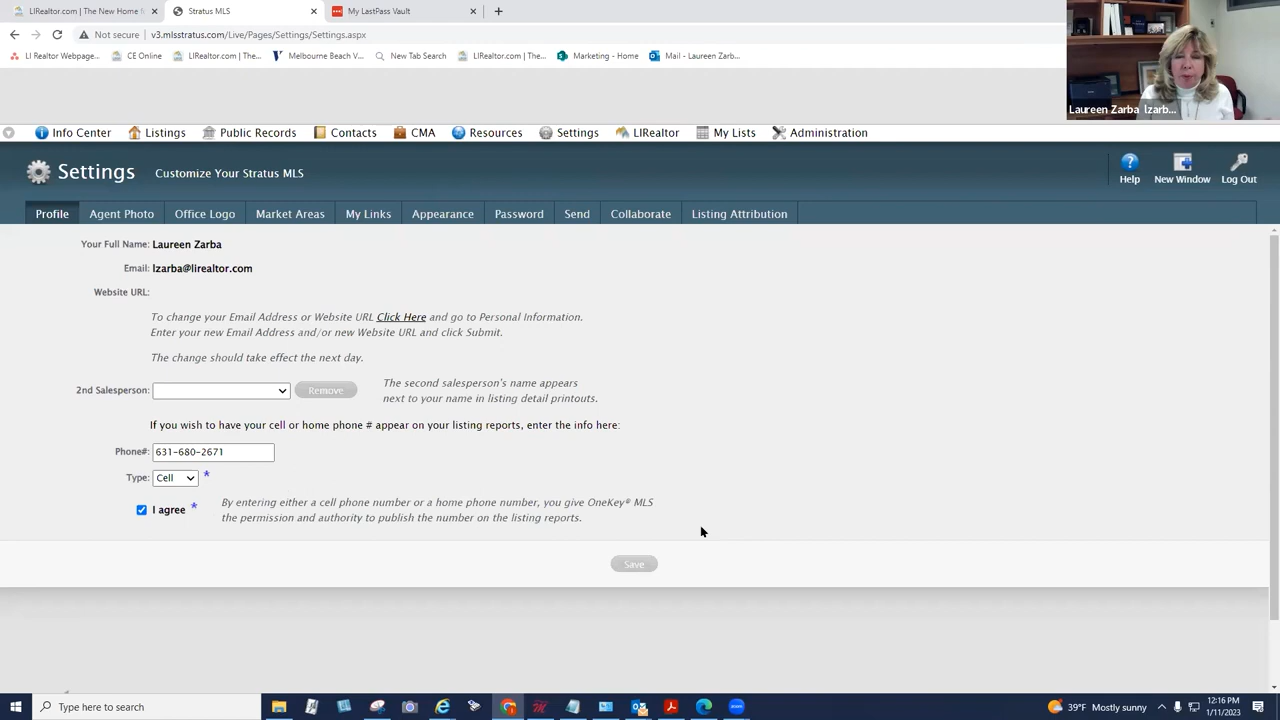 LIRealtor.com | The New Home f
Stratus MLS
My LastPass Vault
Not secure
v3.mlsstratus.com/Live/Pages/Settings/Settings.aspx
LI Realtor Webpage...
CE Online
LIRealtor.com | The...
Melbourne Beach V...
New Tab Search
LIRealtor.com | The...
Marketing - Home
Mail - Laureen Zarb...
Laureen Zarba lzarb...
Info Center
Listings
Public Records
Contacts
CMA
Resources
Settings
LIRealtor
My Lists
Administration
Settings
Customize Your Stratus MLS
Help
New Window
Log Out
Profile
Agent Photo
Office Logo
Market Areas
My Links
Appearance
Password
Send
Collaborate
Listing Attribution
Your Full Name: Laureen Zarba
Email: lzarba@lirealtor.com
Website URL:
To change your Email Address or Website URL Click Here and go to Personal Information.
Enter your new Email Address and/or new Website URL and click Submit.
The change should take effect the next day.
2nd Salesperson:
Remove
The second salesperson's name appears
next to your name in listing detail printouts.
If you wish to have your cell or home phone # appear on your listing reports, enter the info here:
Phone#: 631-680-2671
Type: Cell *
I agree *
By entering either a cell phone number or a home phone number, you give OneKey® MLS
the permission and authority to publish the number on the listing reports.
Save
Type here to search
39°F Mostly sunny
12:16 PM
1/11/2023